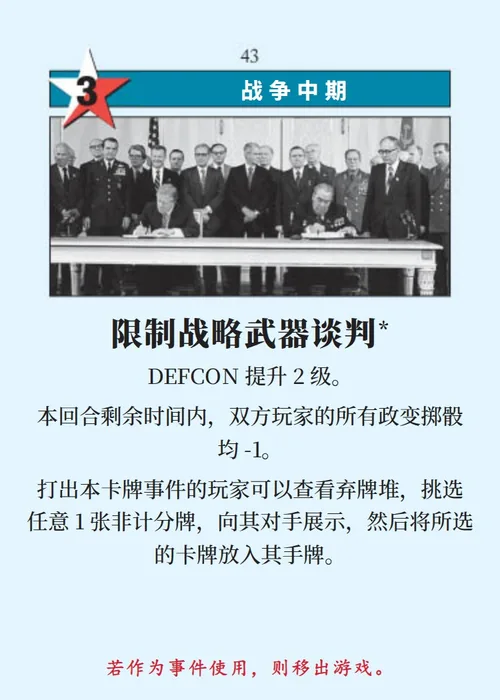 43
3
战争中期
限制战略武器谈判*
DEFCON 提升 2 级。
本回合剩余时间内，双方玩家的所有政变掷骰
均 -1。
打出本卡牌事件的玩家可以查看弃牌堆，挑选
任意 1 张非计分牌，向其对手展示，然后将所选
的卡牌放入其手牌。
若作为事件使用，则移出游戏。